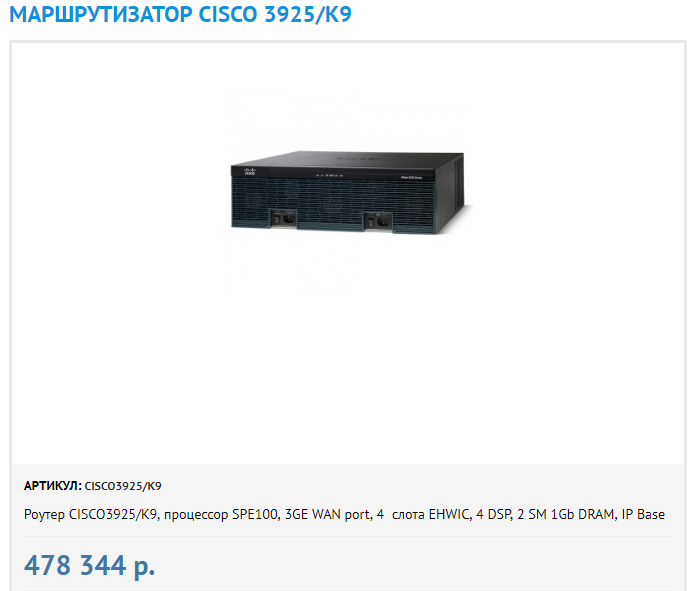 МАРШРУТИЗАТОР CISCO 3925/K9
CISCO
АРТИКУЛ: CISCO3925/K9
Роутер CISCO3925/K9, процессор SPE100, 3GE WAN port, 4 слота EHWIC, 4 DSP, 2 SM 1Gb DRAM, IP Base
478 344 р.